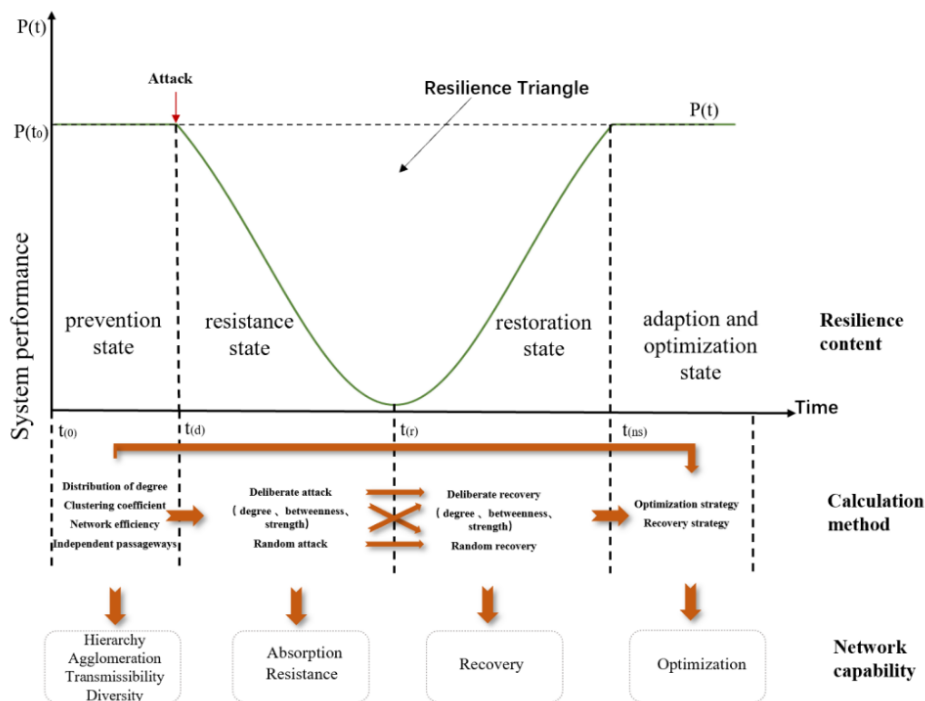 P(t)
Attack
Resilience Triangle
P(t₀)
P(t)
System performance
prevention
state
resistance
state
restoration
state
adaption and
optimization
state
Resilience
content
Time
t(0)
t(d)
t(r)
t(ns)
Distribution of degree
Clustering coefficient
Network efficiency
Independent passageways
Deliberate attack
( degree 、betweenness、
strength)
Random attack
Deliberate recovery
(degree 、betweenness、
strength)
Random recovery
Optimization strategy
Recovery strategy
Calculation
method
Hierarchy
Agglomeration
Transmissibility
Diversity
Absorption
Resistance
Recovery
Optimization
Network
capability